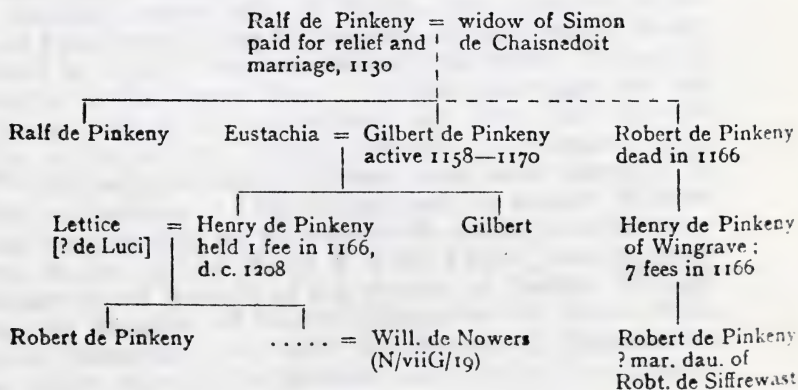 Ralf de Pinkeny = widow of Simon
paid for relief and de Chaisnedoit
marriage, 1130
Ralf de Pinkeny Eustachia = Gilbert de Pinkeny Robert de Pinkeny
active 1158—1170 dead in 1166
Lettice = Henry de Pinkeny Gilbert Henry de Pinkeny
[? de Luci] held 1 fee in 1166, of Wingrave ;
d. c. 1208 7 fees in 1166
Robert de Pinkeny ..... = Will. de Nowers Robert de Pinkeny
(N/viiG/19) ? mar. dau. of
Robt. de Siffrewast